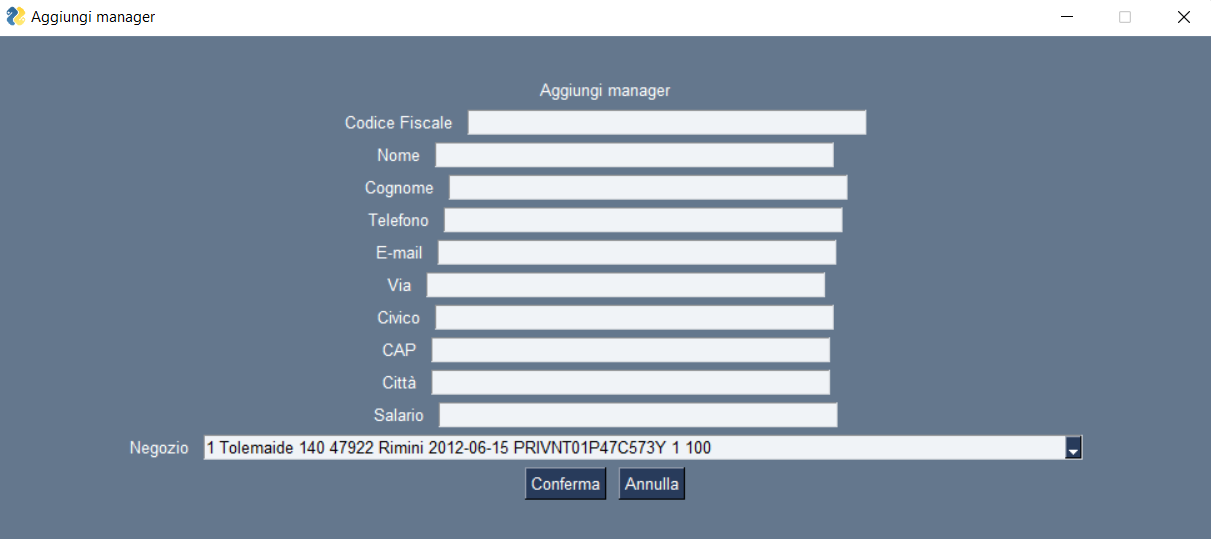 Aggiungi manager
Aggiungi manager
Codice Fiscale
Nome
Cognome
Telefono
E-mail
Via
Civico
CAP
Città
Salario
Negozio 1 Tolemaide 140 47922 Rimini 2012-06-15 PRIVNT01P47C573Y 1 100
Conferma Annulla